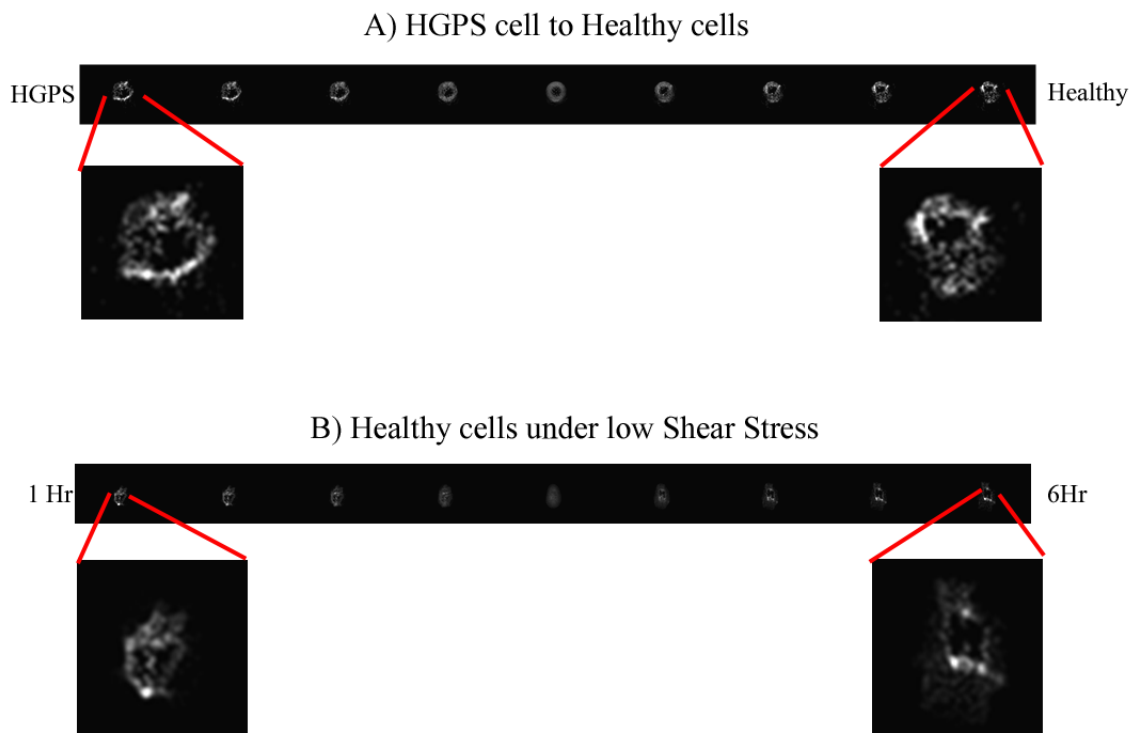 A) HGPS cell to Healthy cells
HGPS
Healthy
B) Healthy cells under low Shear Stress
1 Hr
6Hr